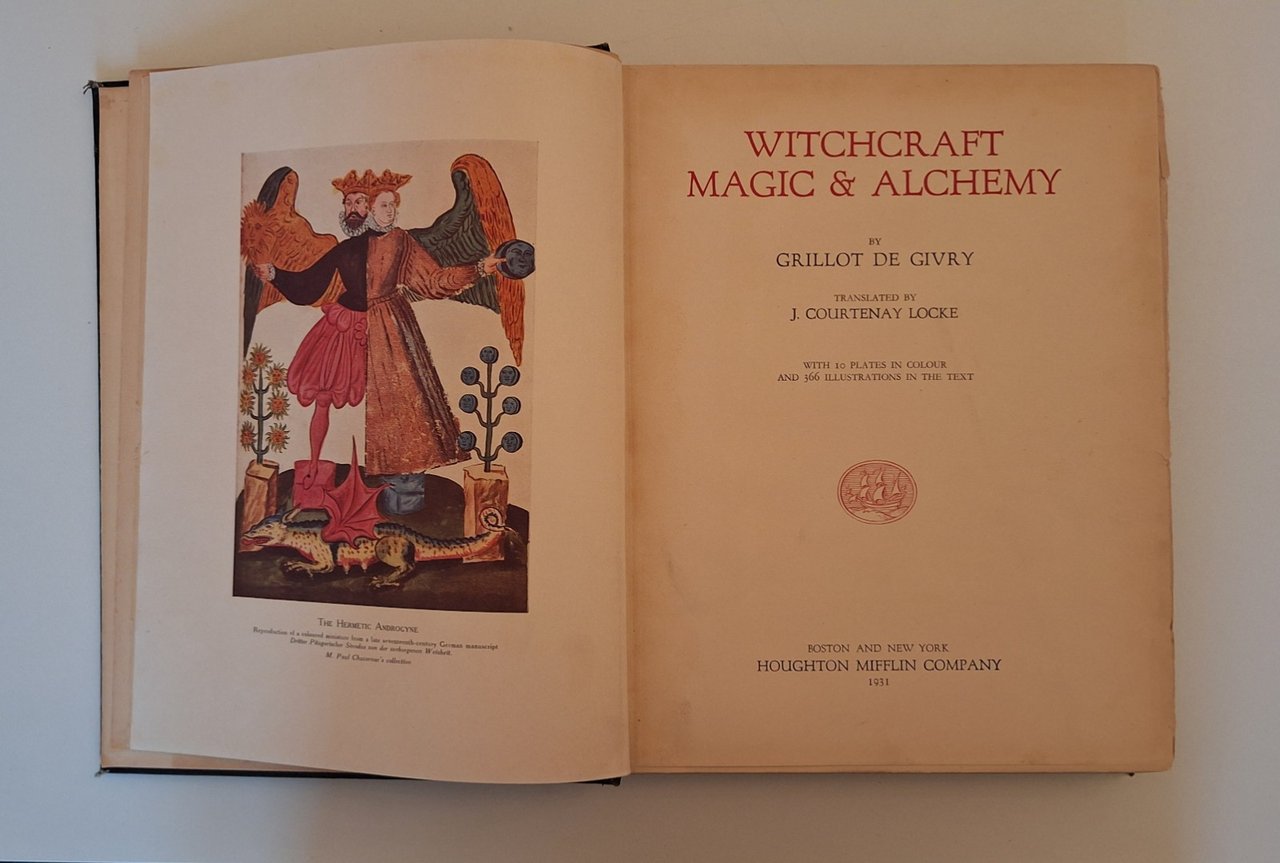 THE HERMETIC ANDROGYNE
Reproduction of a coloured miniature from a late seventeenth-century German manuscript
Dritter Pitagorischer Sinodos von der verborgenen Weisheit.
M. Paul Chacornac's collection
WITCHCRAFT
MAGIC & ALCHEMY
BY
GRILLOT DE GIVRY
TRANSLATED BY
J. COURTENAY LOCKE
WITH 10 PLATES IN COLOUR
AND 366 ILLUSTRATIONS IN THE TEXT
BOSTON AND NEW YORK
HOUGHTON MIFFLIN COMPANY
1931